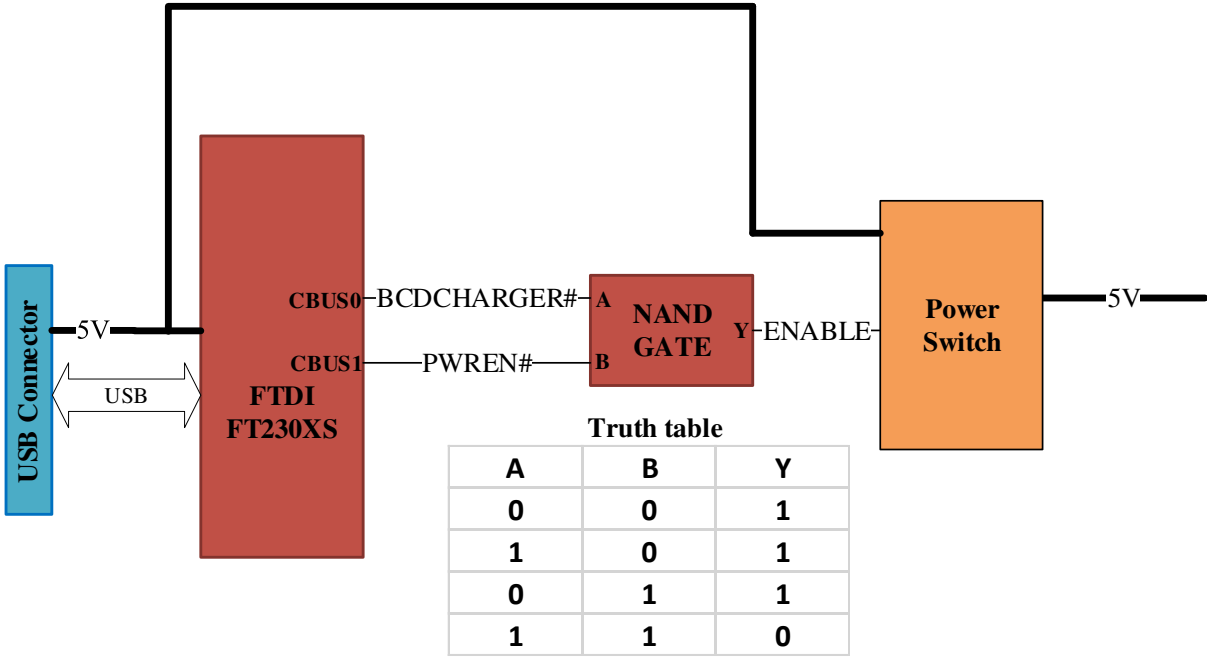 USB Connector
5V
USB
CBUS0
CBUS1
FTDI
FT230XS
BCDCHARGER#
PWREN#
A
B
NAND
GATE
Y
ENABLE
Power
Switch
5V
Truth table
A B Y
0 0 1
1 0 1
0 1 1
1 1 0